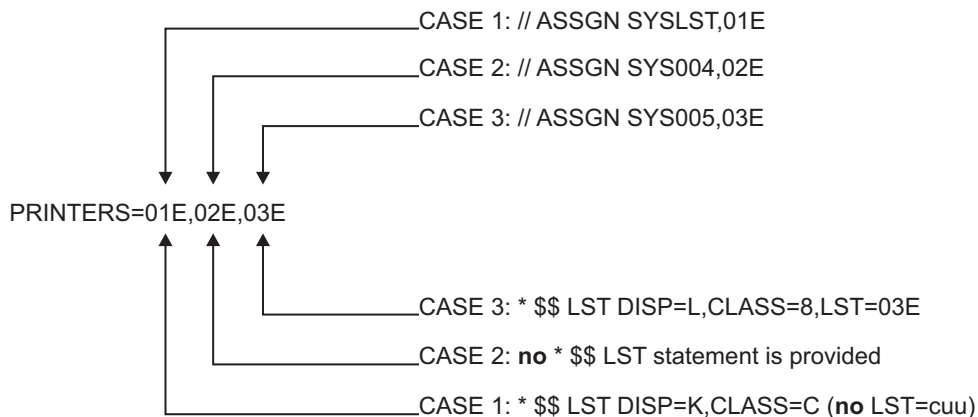 CASE 1: // ASSGN SYSLST,01E
CASE 2: // ASSGN SYS004,02E
CASE 3: // ASSGN SYS005,03E
PRINTERS=01E,02E,03E
CASE 3: * $$ LST DISP=L,CLASS=8,LST=03E
CASE 2: no * $$ LST statement is provided
CASE 1: * $$ LST DISP=K,CLASS=C (no LST=cuu)